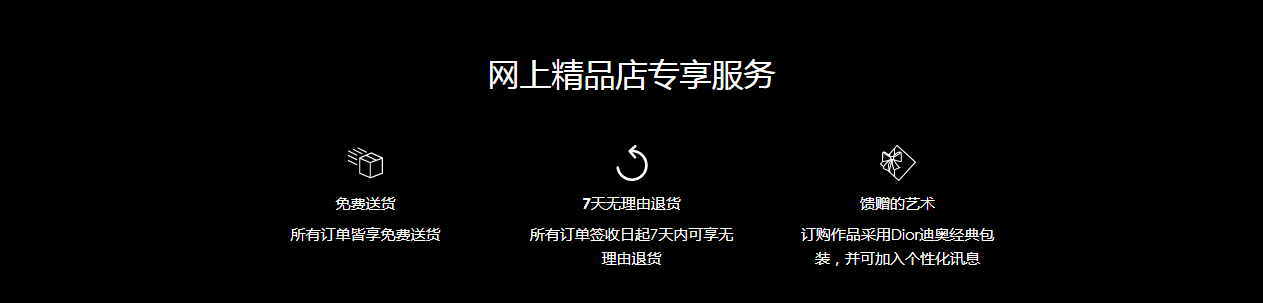 网上精品店专享服务
免费送货
所有订单皆享免费送货
7天无理由退货
所有订单签收日起7天内可享无
理由退货
馈赠的艺术
订购作品采用Dior迪奥经典包
装，并可加入个性化讯息